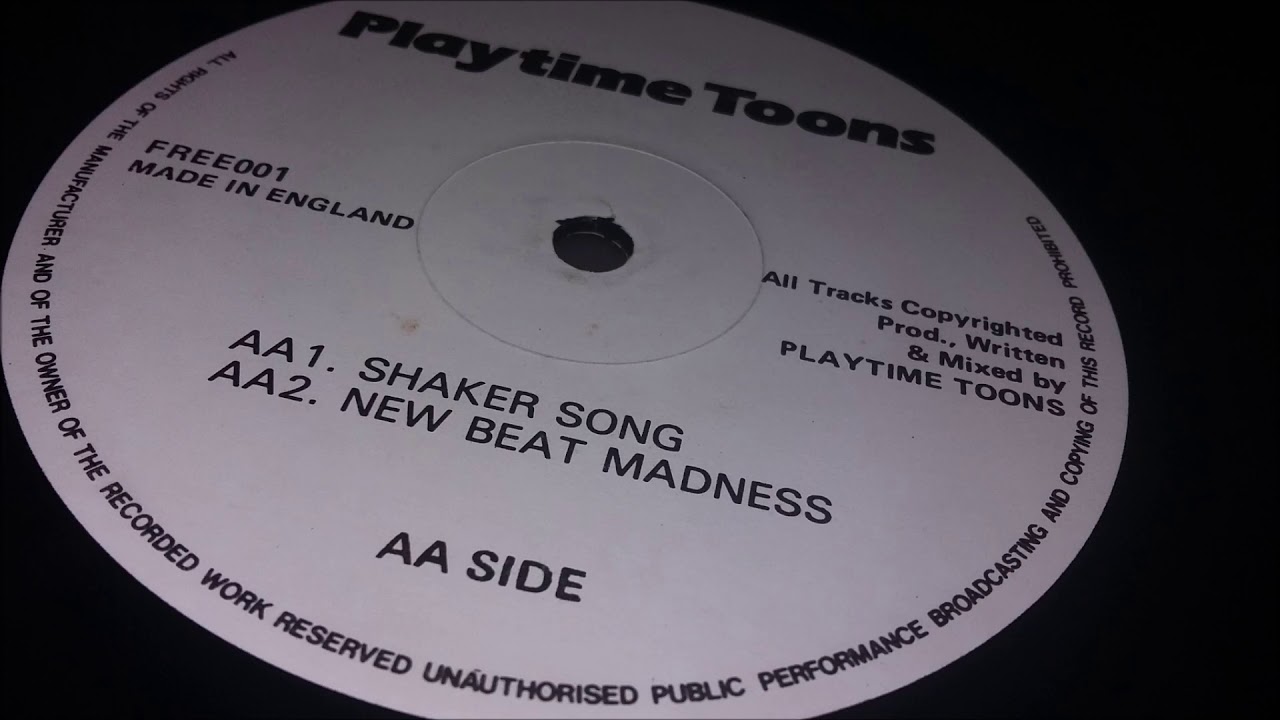 Playtime Toons
FREE001
MADE IN ENGLAND
All Tracks Copyrighted
Prod., Written
& Mixed by
PLAYTIME TOONS
AA1. SHAKER SONG
AA2. NEW BEAT MADNESS
AA SIDE
ALL RIGHTS OF THE MANUFACTURER AND OF THE OWNER OF THE RECORDED WORK RESERVED UNAUTHORISED PUBLIC PERFORMANCE BROADCASTING AND COPYING OF THIS RECORD PROHIBITED